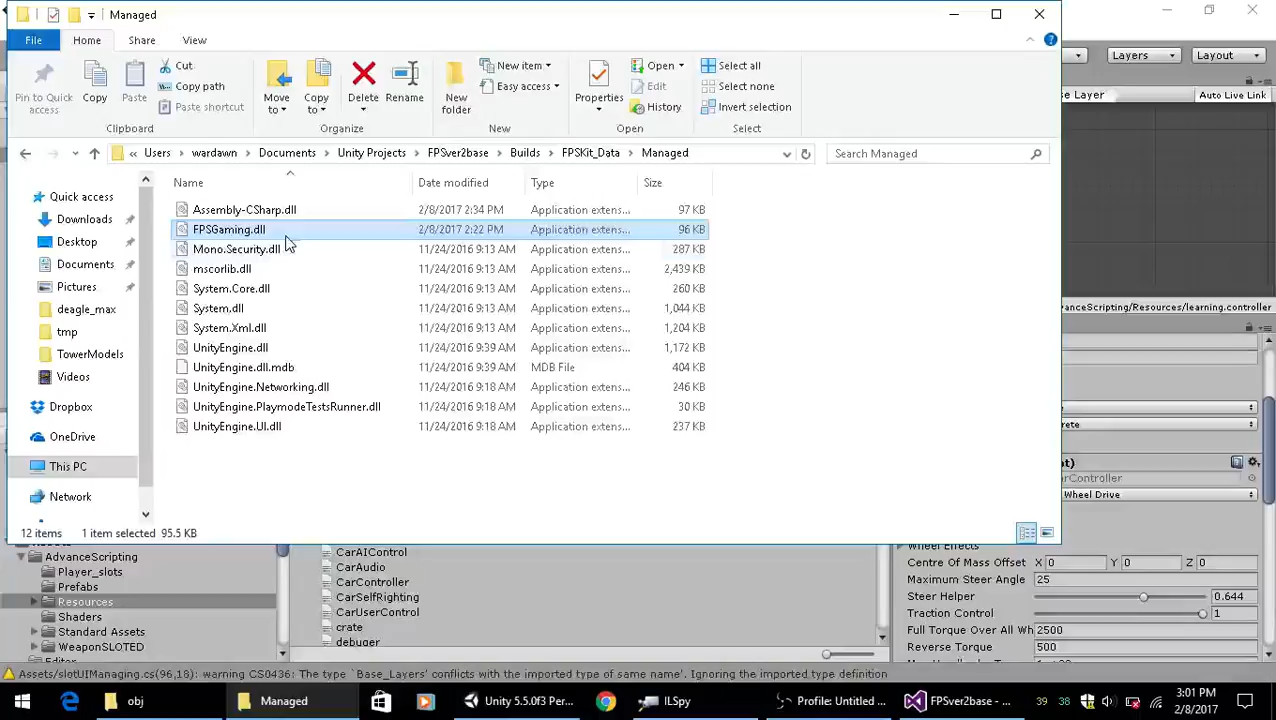 Managed
File Home Share View
Layers Layout
Pin to Quick access
Copy
Paste
Cut
Copy path
Paste shortcut
Move to
Copy to
Delete
Rename
New folder
New item
Easy access
Properties
Open
Edit
History
Select all
Select none
Invert selection
Clipboard Organize New Open Select
se Layer Auto Live Link
« Users > wardawn > Documents > Unity Projects > FPSver2base > Builds > FPSKit_Data > Managed
Search Managed
Name Date modified Type Size
Quick access
Downloads
Desktop
Documents
Pictures
deagle_max
tmp
TowerModels
Videos
Dropbox
OneDrive
This PC
Network
Assembly-CSharp.dll 2/8/2017 2:34 PM Application extens... 97 KB
FPSGaming.dll 2/8/2017 2:22 PM Application extens... 96 KB
Mono.Security.dll 11/24/2016 9:13 AM Application extens... 287 KB
mscorlib.dll 11/24/2016 9:13 AM Application extens... 2,439 KB
System.Core.dll 11/24/2016 9:13 AM Application extens... 260 KB
System.dll 11/24/2016 9:13 AM Application extens... 1,044 KB
System.Xml.dll 11/24/2016 9:13 AM Application extens... 1,204 KB
UnityEngine.dll 11/24/2016 9:39 AM Application extens... 1,172 KB
UnityEngine.dll.mdb 11/24/2016 9:39 AM MDB File 404 KB
UnityEngine.Networking.dll 11/24/2016 9:18 AM Application extens... 246 KB
UnityEngine.PlaymodeTestsRunner.dll 11/24/2016 9:18 AM Application extens... 30 KB
UnityEngine.UI.dll 11/24/2016 9:18 AM Application extens... 237 KB
12 items 1 item selected 95.5 KB
vanceScripting/Resources/learning.controller
rete
t)
arController
Wheel Drive
Wheel Effects
Centre Of Mass Offset X 0 Y 0 Z 0
Maximum Steer Angle 25
Steer Helper 0.644
Traction Control 1
Full Torque Over All Wh 2500
Reverse Torque 500
AdvanceScripting
Player_slots
Prefabs
Resources
Shaders
Standard Assets
WeaponSLOTED
Editor
CarAIControl
CarAudio
CarController
CarSelfRighting
CarUserControl
crate
debuger
Assets/slotUIManaging.cs(96,18): warning CS0436: The type `Base_Layers' conflicts with the imported type of same name'. Ignoring the imported type definition
obj
Managed
Unity 5.5.0f3 Per...
ILSpy
Profile: Untitled ...
FPSver2base - ...
39 38
3:01 PM
2/8/2017